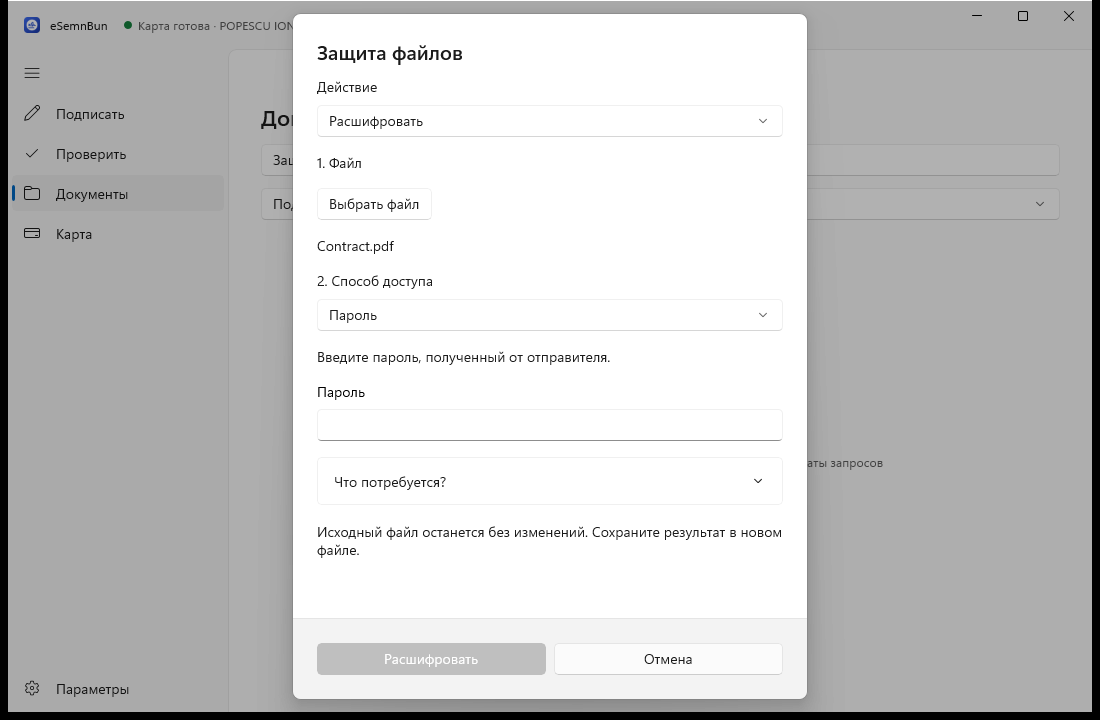 eSemnBun
Карта готова · POPESCU ION
Подписать
Проверить
Документы
Карта
Параметры
Защита файлов
Действие
Расшифровать
1. Файл
Выбрать файл
Contract.pdf
2. Способ доступа
Пароль
Введите пароль, полученный от отправителя.
Пароль
Что потребуется?
Исходный файл останется без изменений. Сохраните результат в новом
файле.
Расшифровать
Отмена
запросов